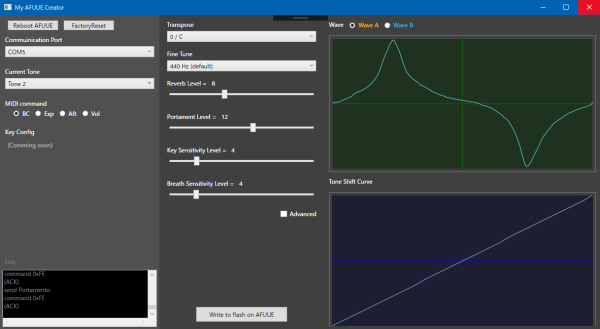 My AFUUE Creator
Reboot AFUUE
FactoryReset
Communication Port
COM5
Current Tone
Tone 2
MIDI command
BC
Exp
Aft
Vol
Key Config
(Comming soon)
Log
command 0xFE
(ACK)
send Portamento
command 0xFE
(ACK)
Transpose
0 / C
Fine Tune
440 Hz (default)
Reverb Level = 8
Portament Level = 12
Key Sensitivity Level = 4
Breath Sensitivity Level = 4
Advanced
Write to flash on AFUUE
Wave
Wave A
Wave B
Tone Shift Curve